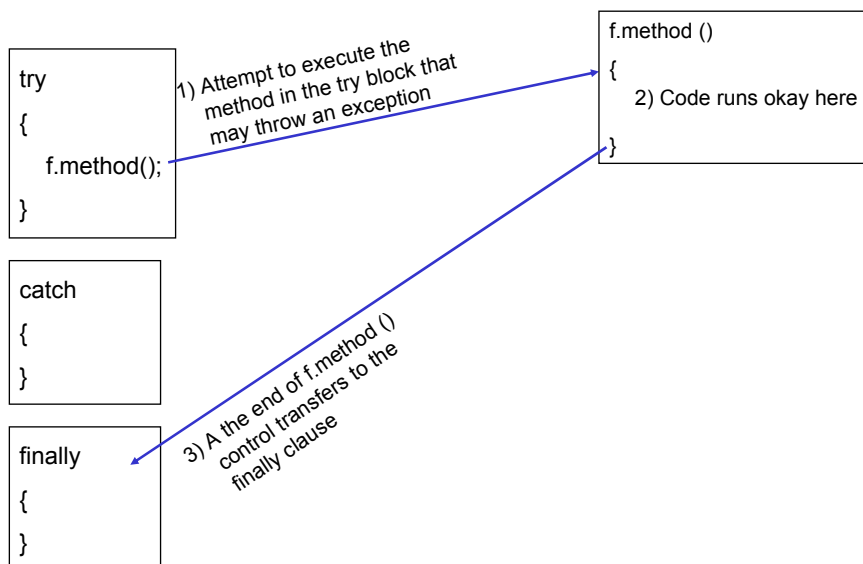 try
{
f.method();
}
1) Attempt to execute the
method in the try block that
may throw an exception
f.method ()
{
2) Code runs okay here
}
catch
{
}
3) A the end of f.method ()
control transfers to the
finally clause
finally
{
}